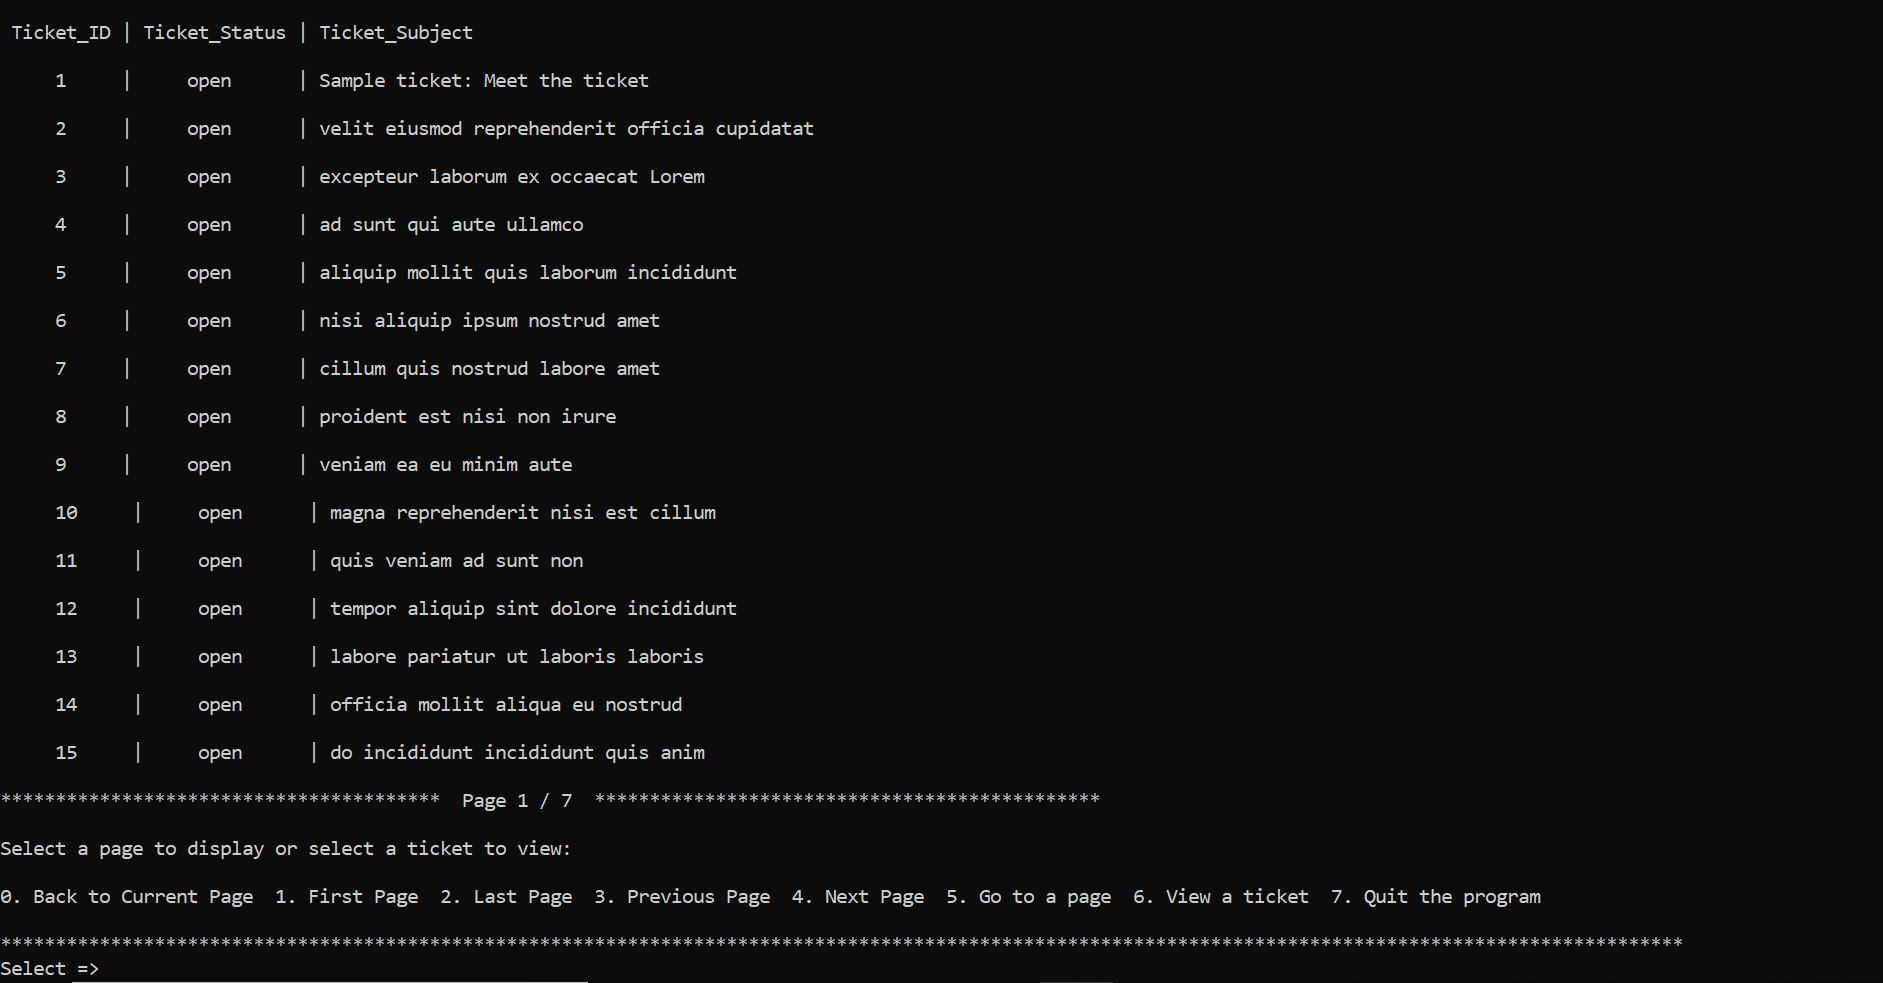 Ticket_ID | Ticket_Status | Ticket_Subject
1 | open | Sample ticket: Meet the ticket
2 | open | velit eiusmod reprehenderit officia cupidatat
3 | open | excepteur laborum ex occaecat Lorem
4 | open | ad sunt qui aute ullamco
5 | open | aliquip mollit quis laborum incididunt
6 | open | nisi aliquip ipsum nostrud amet
7 | open | cillum quis nostrud labore amet
8 | open | proident est nisi non irure
9 | open | veniam ea eu minim aute
10 | open | magna reprehenderit nisi est cillum
11 | open | quis veniam ad sunt non
12 | open | tempor aliquip sint dolore incididunt
13 | open | labore pariatur ut laboris laboris
14 | open | officia mollit aliqua eu nostrud
15 | open | do incididunt incididunt quis anim
**************************************** Page 1 / 7 **********************************************
Select a page to display or select a ticket to view:
0. Back to Current Page 1. First Page 2. Last Page 3. Previous Page 4. Next Page 5. Go to a page 6. View a ticket 7. Quit the program
*********************************************************************************************************************************************************
Select =>